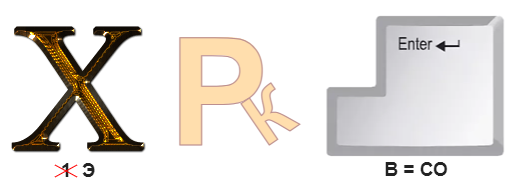 Х Р К Enter
1 Э В = СО